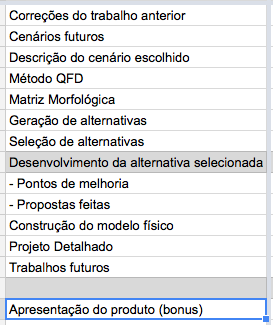 Correções do trabalho anterior
Cenários futuros
Descrição do cenário escolhido
Método QFD
Matriz Morfológica
Geração de alternativas
Seleção de alternativas
Desenvolvimento da alternativa selecionada
- Pontos de melhoria
- Propostas feitas
Construção do modelo físico
Projeto Detalhado
Trabalhos futuros
Apresentação do produto (bonus)